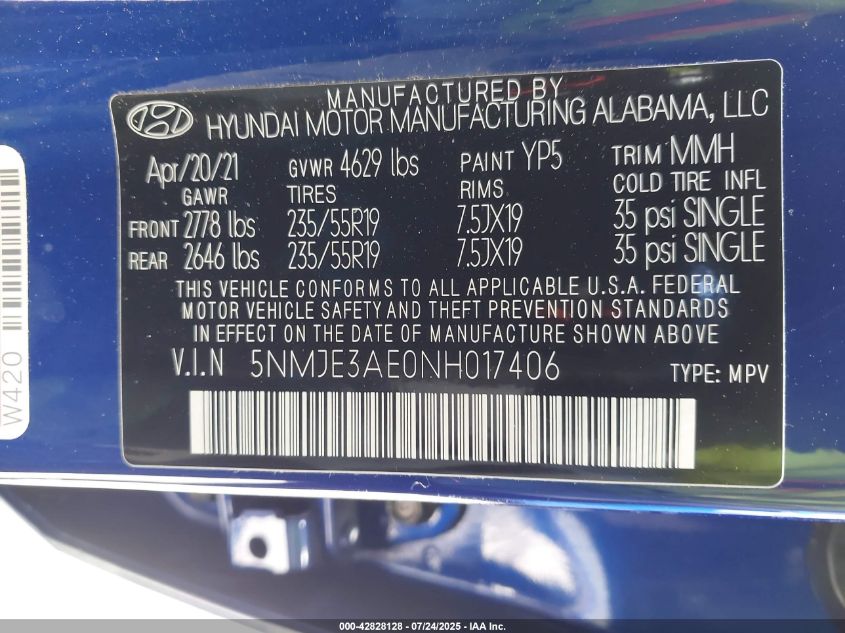 MANUFACTURED BY
HYUNDAI MOTOR MANUFACTURING ALABAMA, LLC
Apr/20/21 GVWR 4629 lbs PAINT YP5 TRIM MMH
GAWR TIRES RIMS COLD TIRE INFL
FRONT 2778 lbs 235/55R19 7.5JX19 35 psi SINGLE
REAR 2646 lbs 235/55R19 7.5JX19 35 psi SINGLE
THIS VEHICLE CONFORMS TO ALL APPLICABLE U.S.A. FEDERAL
MOTOR VEHICLE SAFETY AND THEFT PREVENTION STANDARDS
IN EFFECT ON THE DATE OF MANUFACTURE SHOWN ABOVE
V.I.N 5NMJE3AE0NH017406 TYPE: MPV
W420
000-42828128 - 07/24/2025 - IAA Inc.